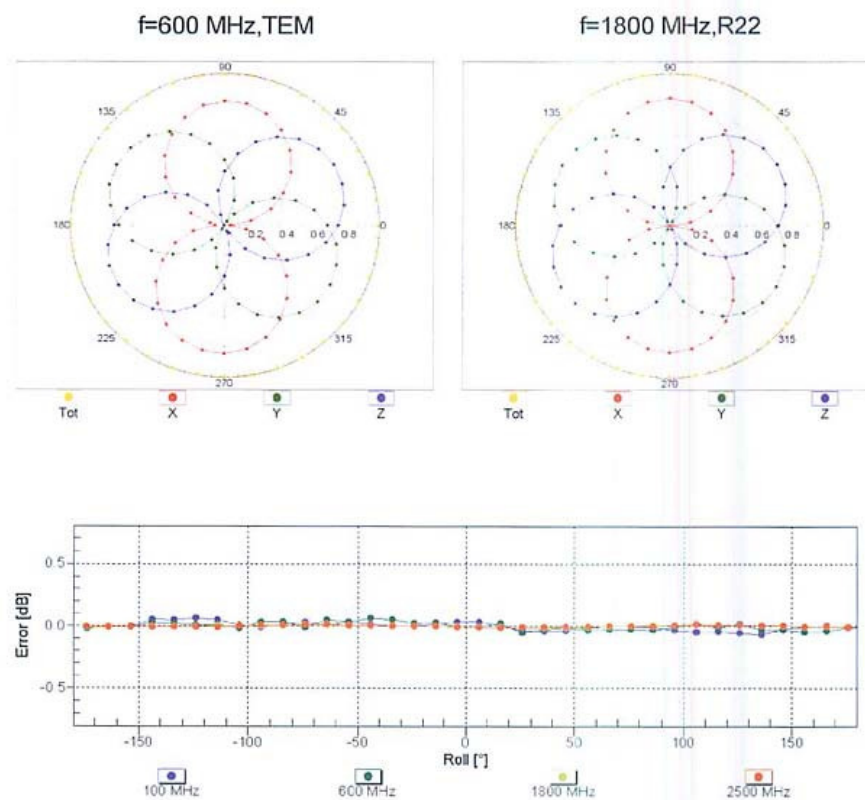 f=600 MHz,TEM
f=1800 MHz,R22
90
135
45
180
0.2 0.4 0.6 0.8
0
225
315
270
Tot X Y Z
90
135
45
180
0.2 0.4 0.6 0.8
0
225
315
270
Tot X Y Z
Error [dB]
0.5
0.0
-0.5
-150 -100 -50 0 50 100 150
Roll [°]
100 MHz 600 MHz 1800 MHz 2500 MHz